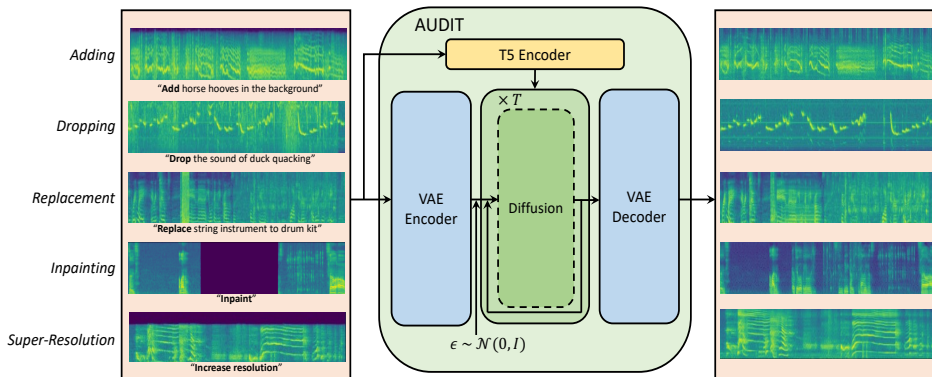 AUDIT
Adding
"Add horse hooves in the background"
Dropping
"Drop the sound of duck quacking"
Replacement
"Replace string instrument to drum kit"
Inpainting
"Inpaint"
Super-Resolution
"Increase resolution"
T5 Encoder
× T
VAE
Encoder
Diffusion
VAE
Decoder
ϵ ~ 𝒩(0, I)